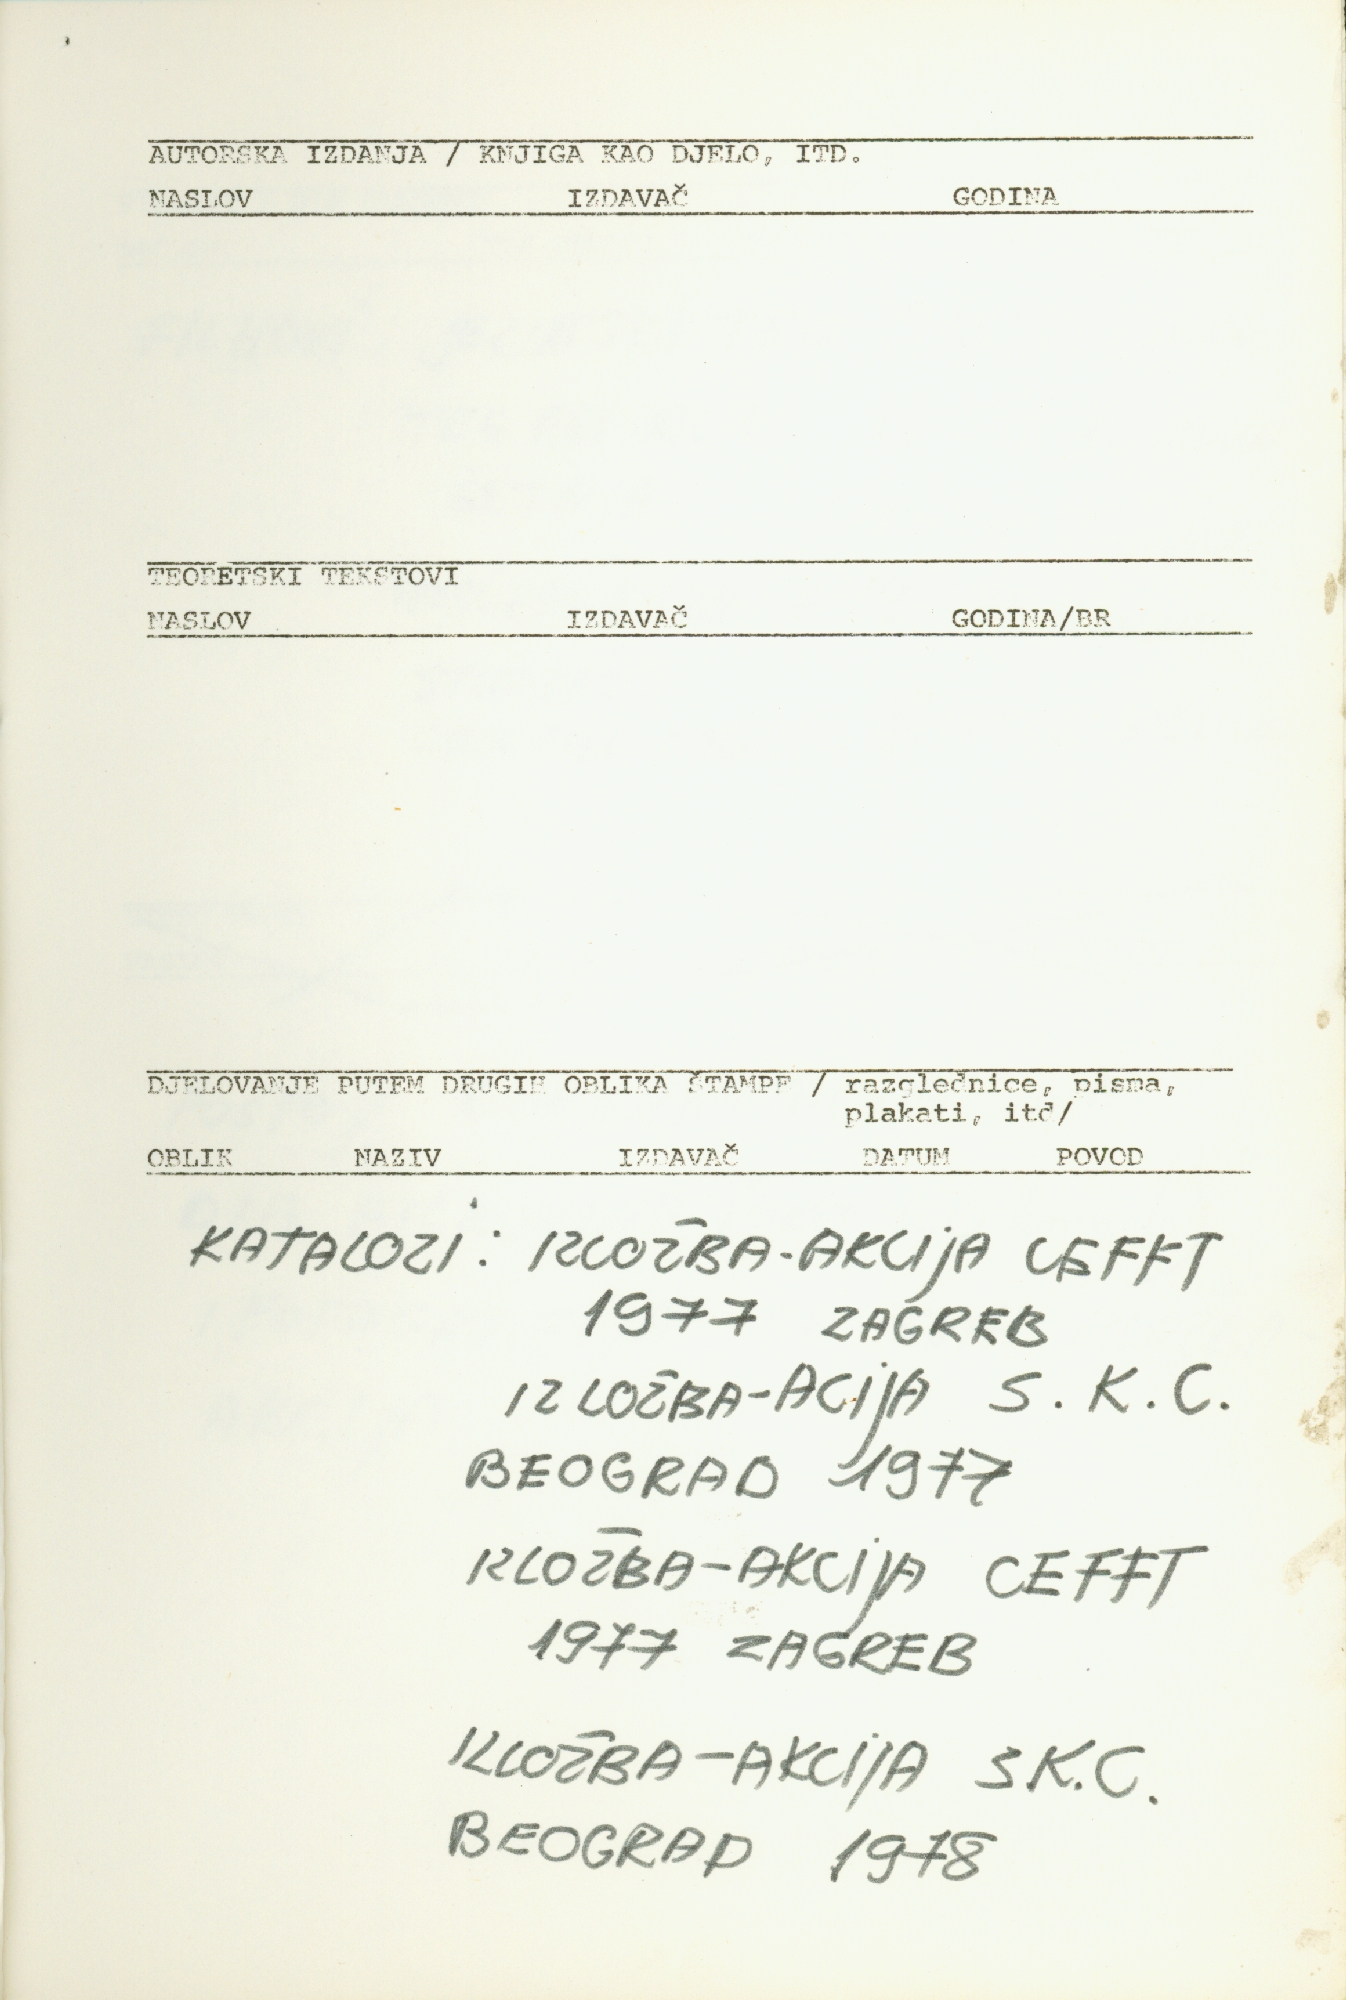 AUTORSKA IZDANJA / KNJIGA KAO DJELO, ITD.
NASLOV IZDAVAČ GODINA
TEORETSKI TEKSTOVI
NASLOV IZDAVAČ GODINA/BR
DJELOVANJE PUTEM DRUGIH OBLIKA ŠTAMPE / razglednice, pisma,
plakati, itd/
OBLIK NAZIV IZDAVAČ DATUM POVOD
KATALOZI: IZLOŽBA-AKCIJA CEFFT
1977 ZAGREB
IZLOŽBA-ACIJA S.K.C.
BEOGRAD 1977
IZLOŽBA-AKCIJA CEFFT
1977 ZAGREB
IZLOŽBA-AKCIJA S.K.C.
BEOGRAD 1978